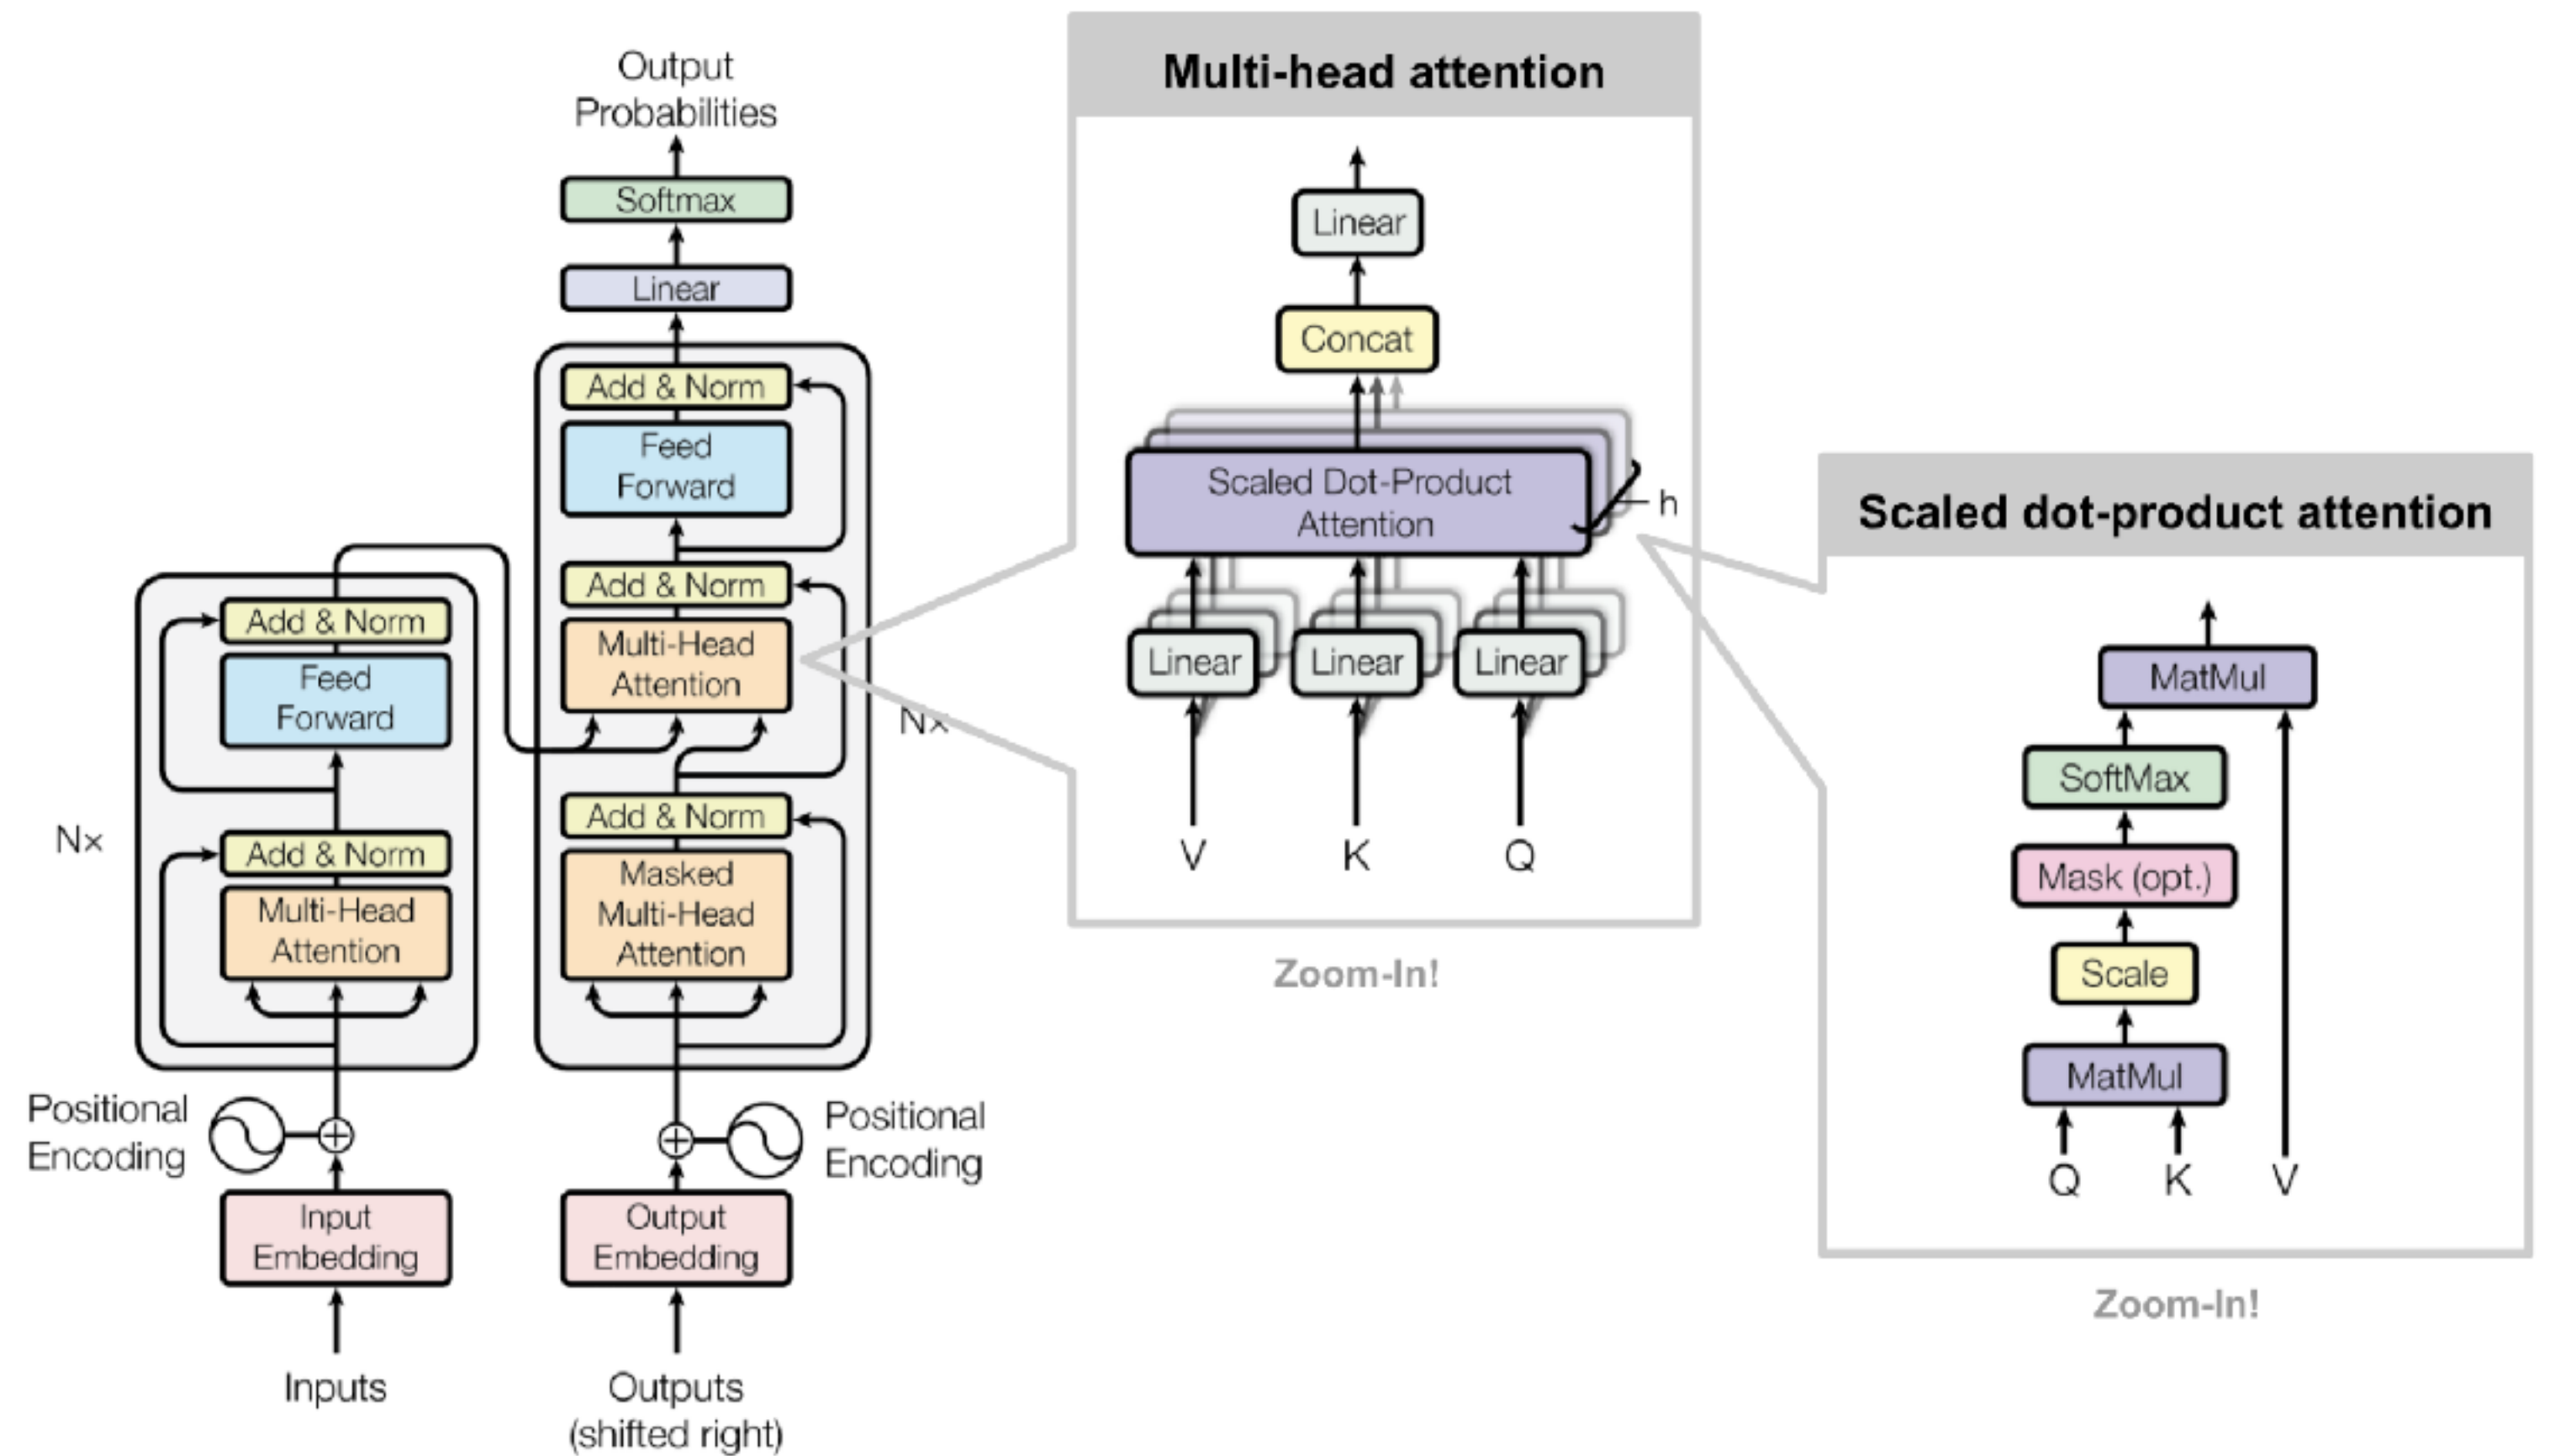 Output
Probabilities
Softmax
Linear
Add & Norm
Feed
Forward
Add & Norm
Multi-Head
Attention
Nx
Add & Norm
Masked
Multi-Head
Attention
Positional
Encoding
Output
Embedding
Outputs
(shifted right)
Add & Norm
Feed
Forward
Nx
Add & Norm
Multi-Head
Attention
Positional
Encoding
Input
Embedding
Inputs
Multi-head attention
Linear
Concat
Scaled Dot-Product
Attention
h
Linear Linear Linear
V K Q
Zoom-In!
Scaled dot-product attention
MatMul
SoftMax
Mask (opt.)
Scale
MatMul
Q K V
Zoom-In!